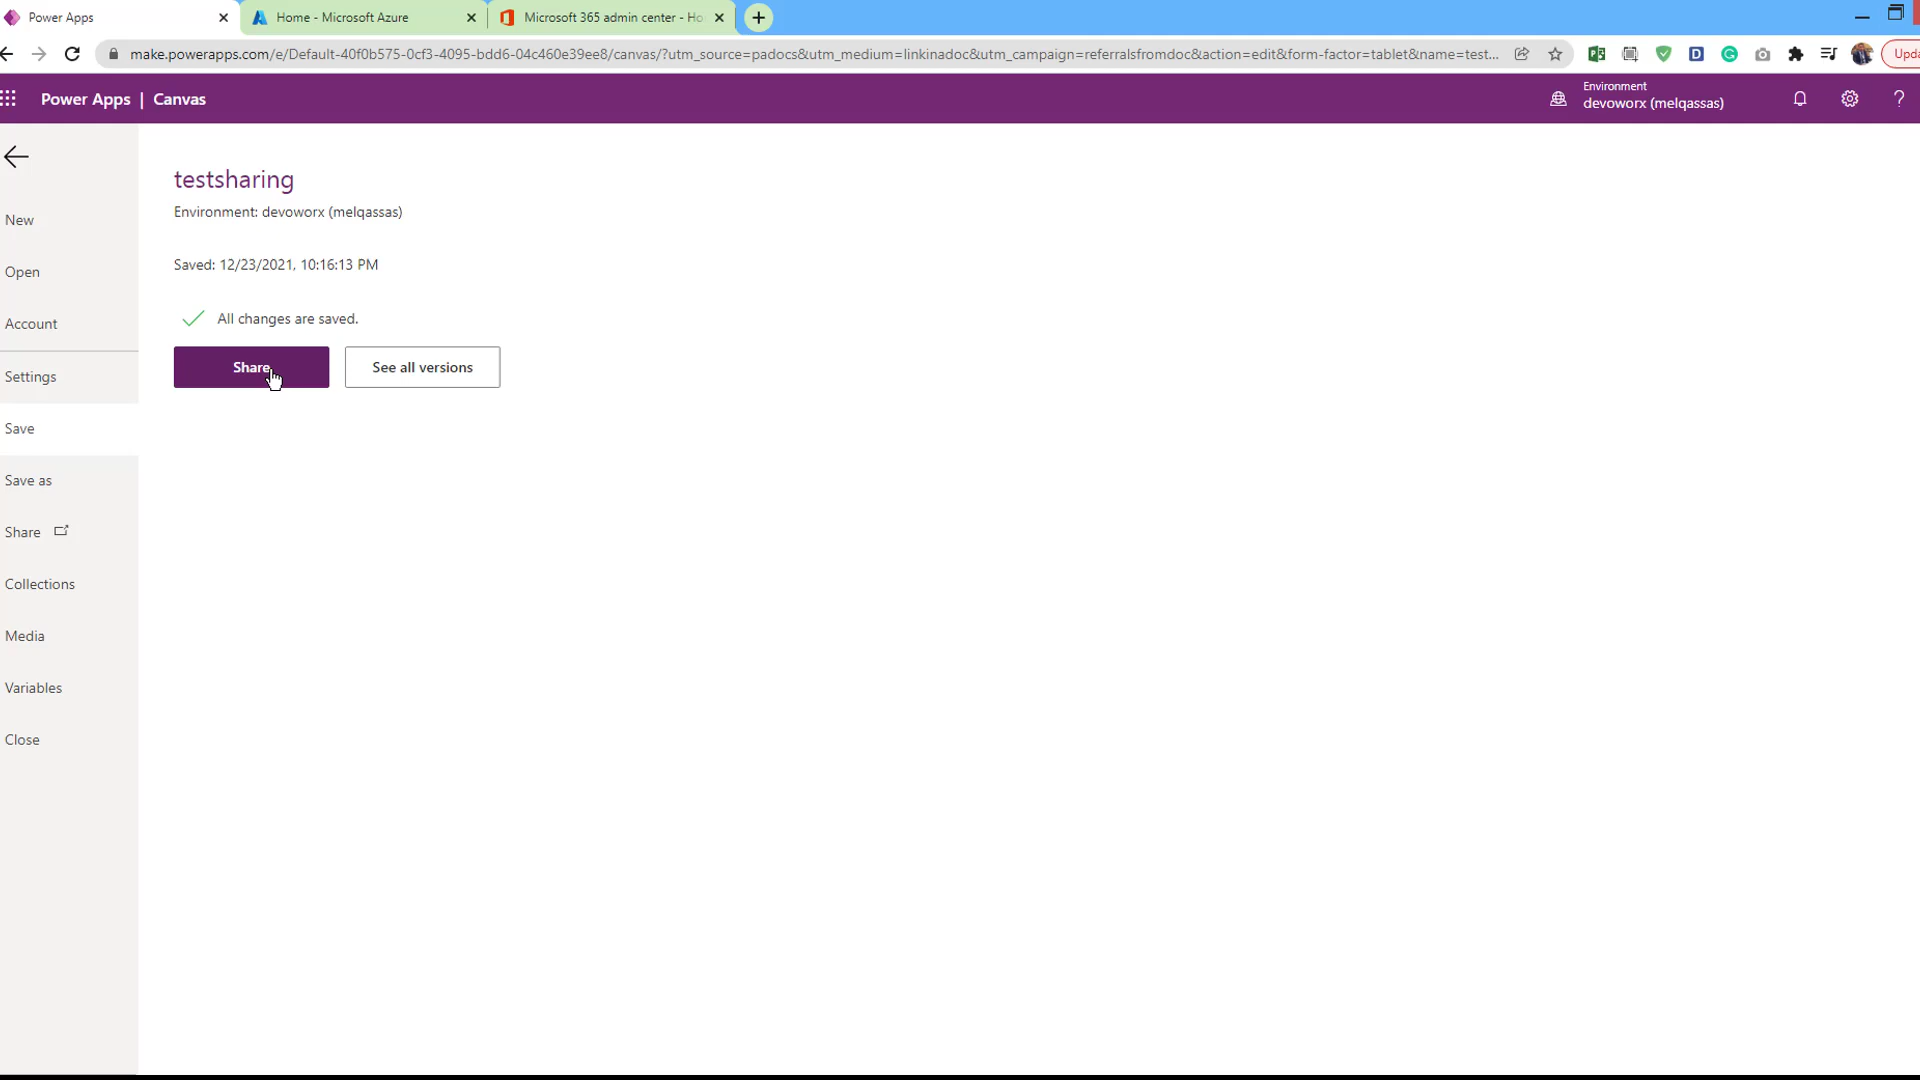 Power Apps
Home - Microsoft Azure
Microsoft 365 admin center - Ho
make.powerapps.com/e/Default-40f0b575-0cf3-4095-bdd6-04c460e39ee8/canvas/?utm_source=padocs&utm_medium=linkinadoc&utm_campaign=referralsfromdoc&action=edit&form-factor=tablet&name=test...
Upda
Power Apps | Canvas
Environment
devoworx (melqassas)
?
New
Open
Account
Settings
Save
Save as
Share
Collections
Media
Variables
Close
testsharing
Environment: devoworx (melqassas)
Saved: 12/23/2021, 10:16:13 PM
All changes are saved.
Share
See all versions